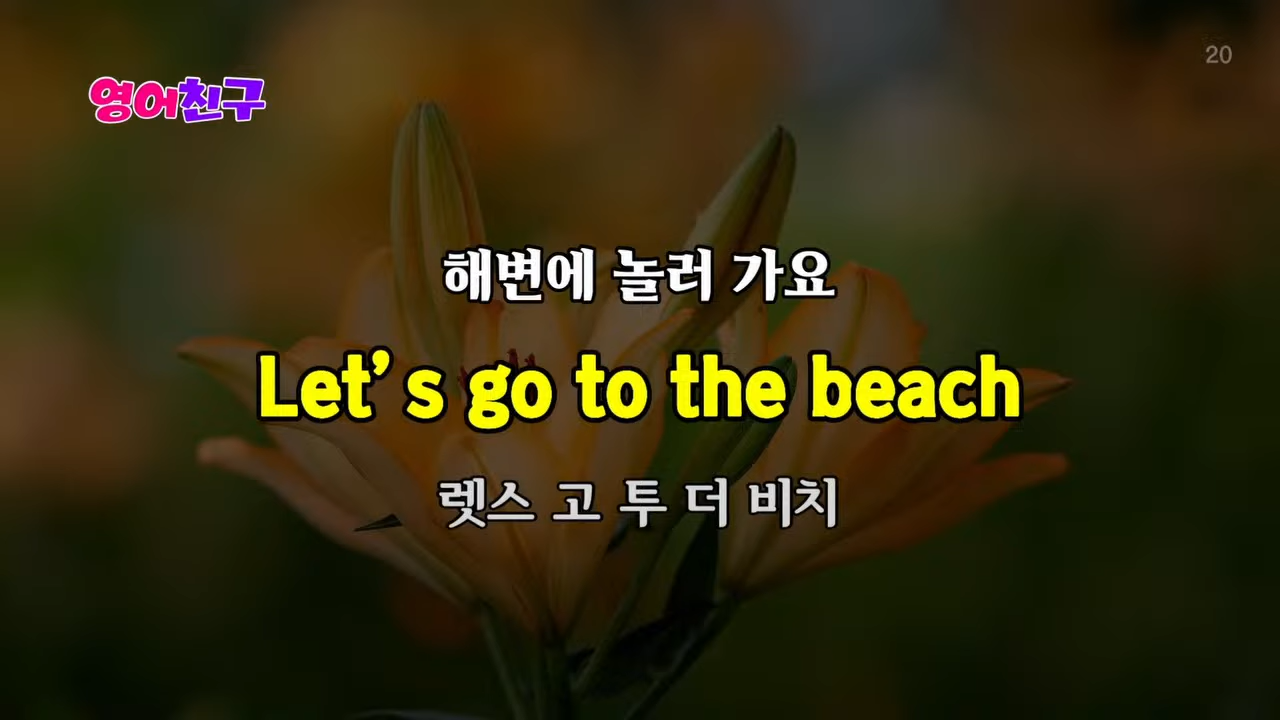 20
영어친구
해변에 놀러 가요
Let's go to the beach
렛스 고 투 더 비치